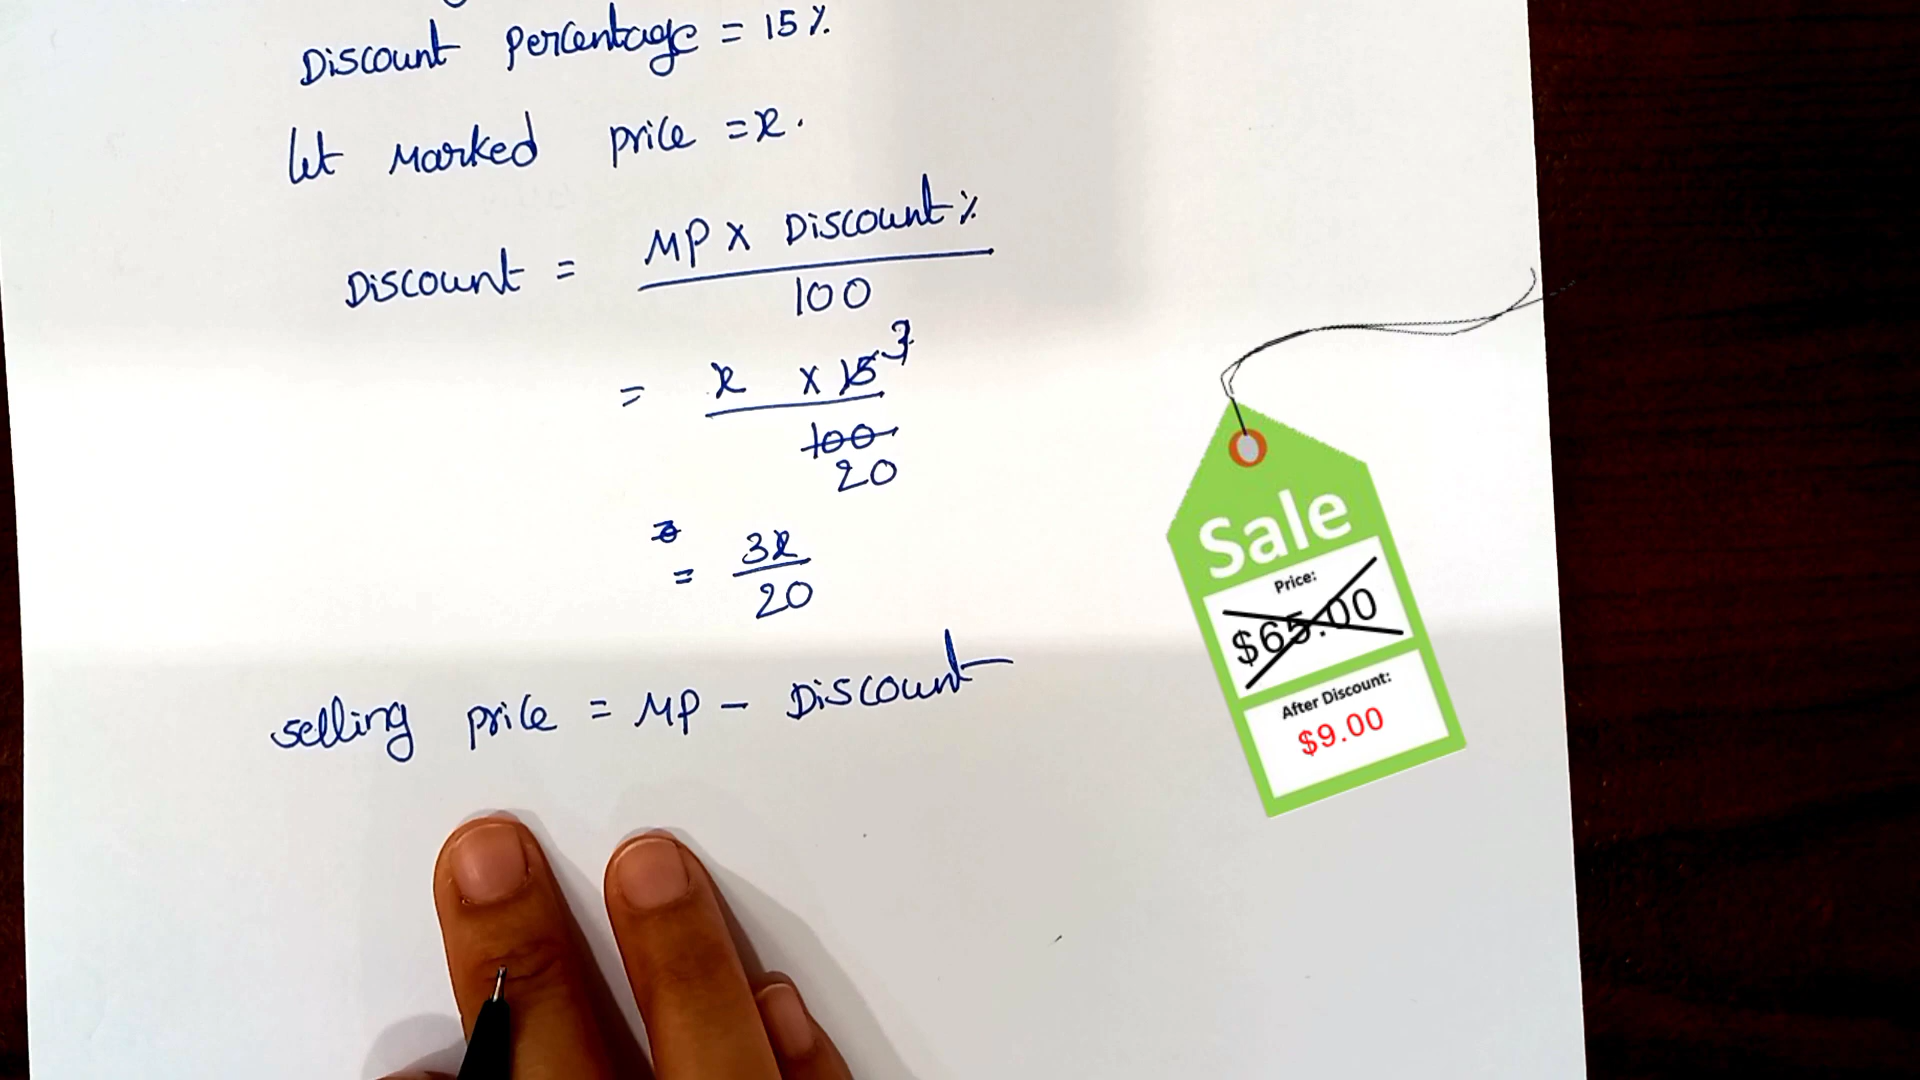 Discount Percentage = 15%
let Marked price = x.
Discount = MP X Discount% / 100
= x X 15 3 / 100 20
= 3x / 20
selling price = MP - Discount
Sale
Price:
$65.00
After Discount:
$9.00